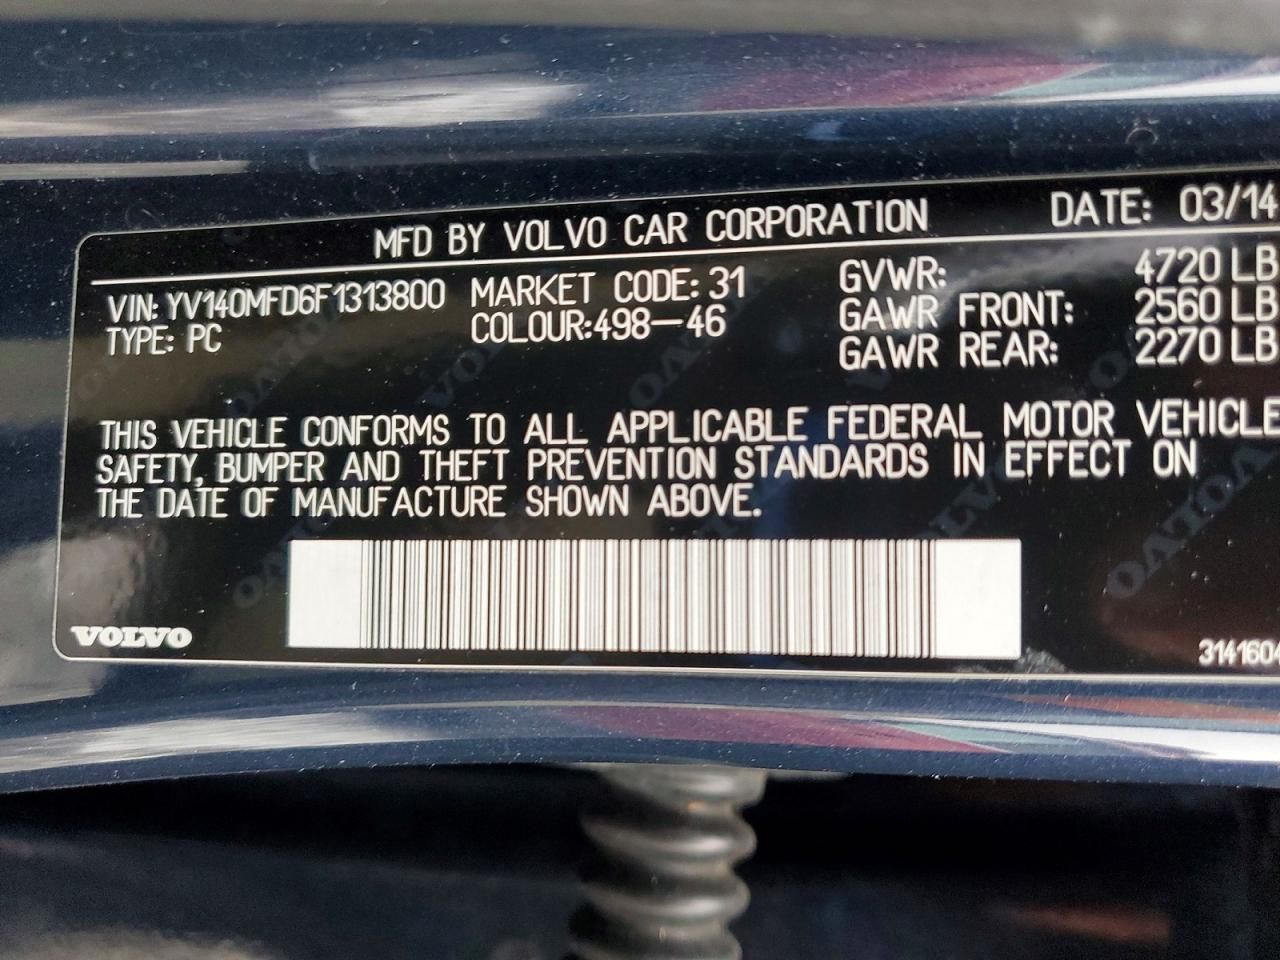 MFD BY VOLVO CAR CORPORATION DATE: 03/14
VIN: YV140MFD6F1313800 MARKET CODE: 31 GVWR: 4720 LB
TYPE: PC COLOUR:498-46 GAWR FRONT: 2560 LB
GAWR REAR: 2270 LB
THIS VEHICLE CONFORMS TO ALL APPLICABLE FEDERAL MOTOR VEHICLE
SAFETY, BUMPER AND THEFT PREVENTION STANDARDS IN EFFECT ON
THE DATE OF MANUFACTURE SHOWN ABOVE.
VOLVO
3141604